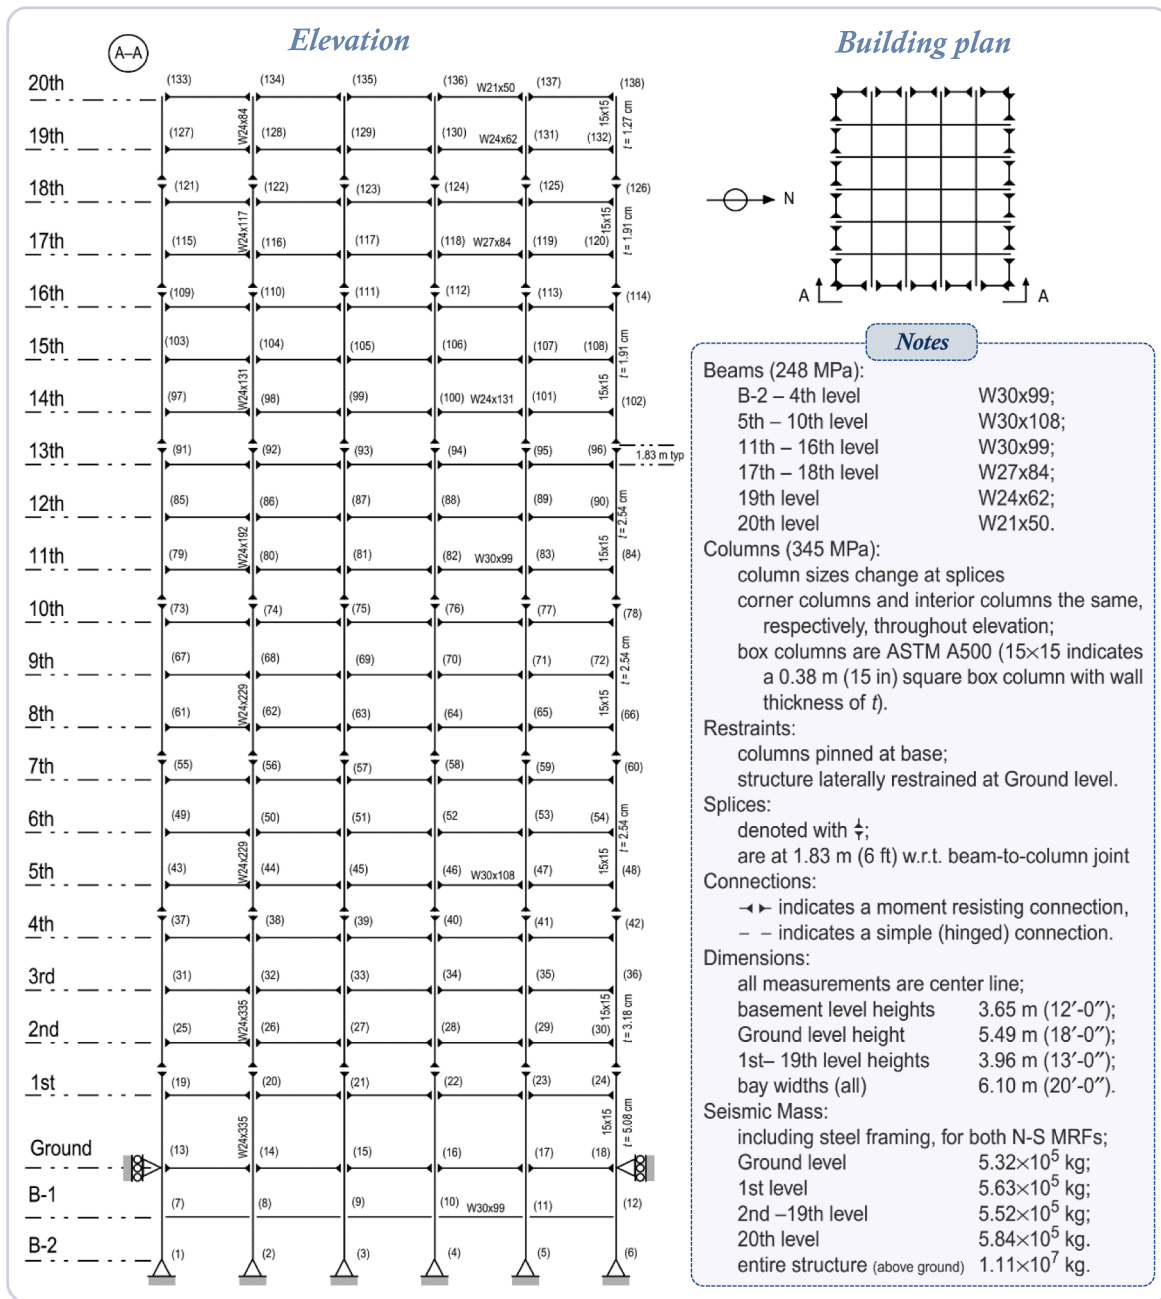 Elevation
Building plan
A–A
20th
(133) (134) (135) (136) W21x50 (137) (138)
W24x84
15x15
t = 1.27 cm
19th
(127) (128) (129) (130) W24x62 (131) (132)
18th
(121) (122) (123) (124) (125) (126)
W24x117
15x15
t = 1.91 cm
17th
(115) (116) (117) (118) W27x84 (119) (120)
16th
(109) (110) (111) (112) (113) (114)
15th
(103) (104) (105) (106) (107) (108)
t = 1.91 cm
W24x131
15x15
14th
(97) (98) (99) (100) W24x131 (101) (102)
13th
(91) (92) (93) (94) (95) (96)
1.83 m typ
12th
(85) (86) (87) (88) (89) (90)
t = 2.54 cm
W24x192
15x15
11th
(79) (80) (81) (82) W30x99 (83) (84)
10th
(73) (74) (75) (76) (77) (78)
9th
(67) (68) (69) (70) (71) (72)
t = 2.54 cm
W24x229
15x15
8th
(61) (62) (63) (64) (65) (66)
7th
(55) (56) (57) (58) (59) (60)
6th
(49) (50) (51) (52 (53) (54)
t = 2.54 cm
W24x229
15x15
5th
(43) (44) (45) (46) W30x108 (47) (48)
4th
(37) (38) (39) (40) (41) (42)
3rd
(31) (32) (33) (34) (35) (36)
W24x335
15x15
t = 3.18 cm
2nd
(25) (26) (27) (28) (29) (30)
1st
(19) (20) (21) (22) (23) (24)
W24x335
15x15
t = 5.08 cm
Ground
(13) (14) (15) (16) (17) (18)
B-1
(7) (8) (9) (10) W30x99 (11) (12)
B-2
(1) (2) (3) (4) (5) (6)
N
A A
Notes
Beams (248 MPa):
B-2 – 4th level W30x99;
5th – 10th level W30x108;
11th – 16th level W30x99;
17th – 18th level W27x84;
19th level W24x62;
20th level W21x50.
Columns (345 MPa):
column sizes change at splices
corner columns and interior columns the same,
respectively, throughout elevation;
box columns are ASTM A500 (15×15 indicates
a 0.38 m (15 in) square box column with wall
thickness of t).
Restraints:
columns pinned at base;
structure laterally restrained at Ground level.
Splices:
denoted with ;
are at 1.83 m (6 ft) w.r.t. beam-to-column joint
Connections:
indicates a moment resisting connection,
– – indicates a simple (hinged) connection.
Dimensions:
all measurements are center line;
basement level heights 3.65 m (12′-0″);
Ground level height 5.49 m (18′-0″);
1st– 19th level heights 3.96 m (13′-0″);
bay widths (all) 6.10 m (20′-0″).
Seismic Mass:
including steel framing, for both N-S MRFs;
Ground level 5.32×10⁵ kg;
1st level 5.63×10⁵ kg;
2nd –19th level 5.52×10⁵ kg;
20th level 5.84×10⁵ kg.
entire structure (above ground) 1.11×10⁷ kg.